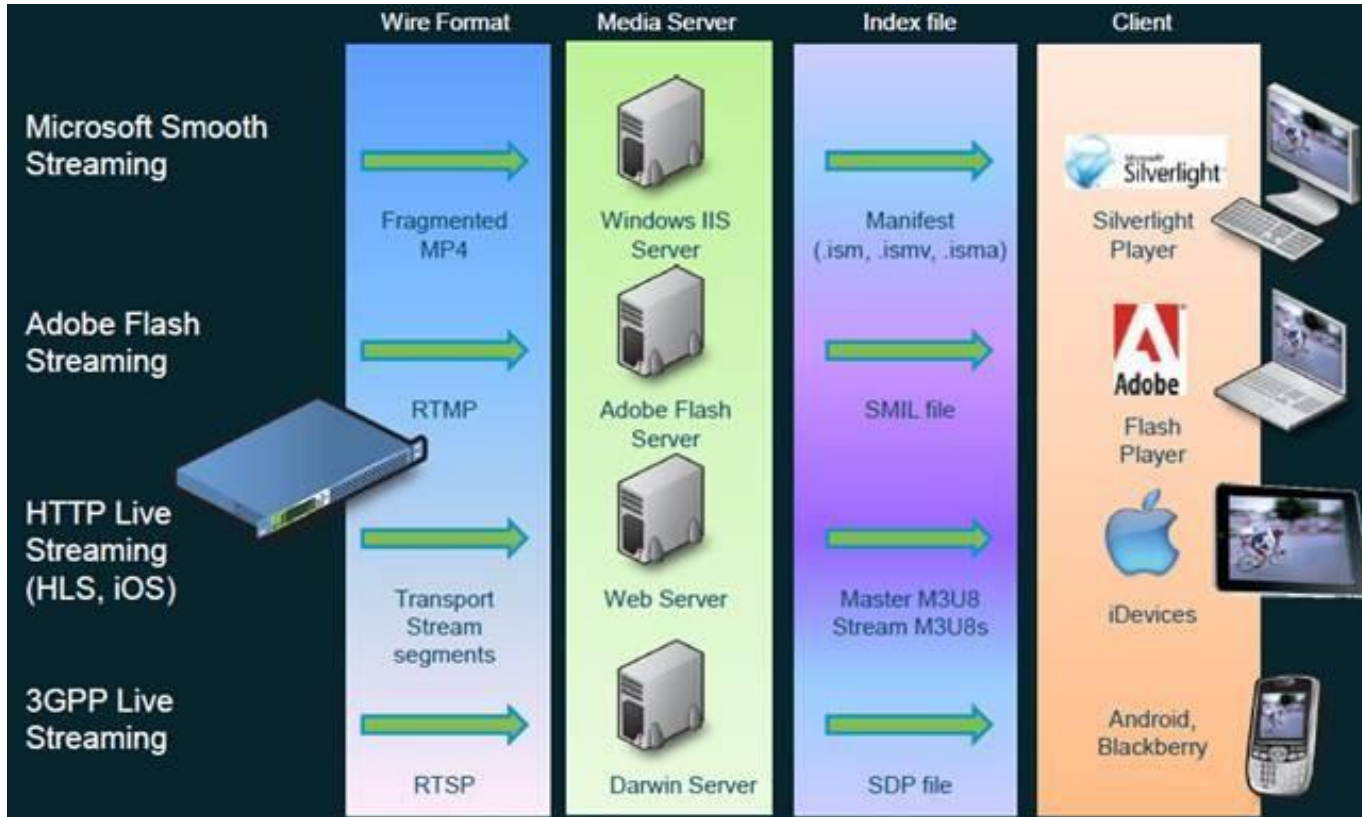 Wire Format
Media Server
Index file
Client
Microsoft Smooth
Streaming
Fragmented
MP4
Windows IIS
Server
Manifest
(.ism, .ismv, .isma)
Microsoft
Silverlight™
Silverlight
Player
Adobe Flash
Streaming
RTMP
Adobe Flash
Server
SMIL file
Adobe
Flash
Player
HTTP Live
Streaming
(HLS, iOS)
Transport
Stream
segments
Web Server
Master M3U8
Stream M3U8s
iDevices
3GPP Live
Streaming
RTSP
Darwin Server
SDP file
Android,
Blackberry